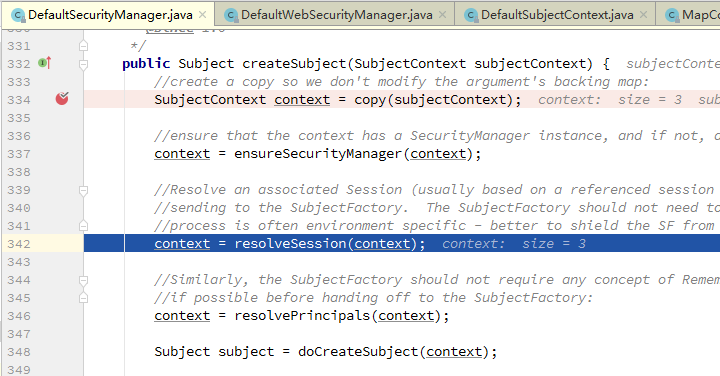 DefaultSecurityManager.java × DefaultWebSecurityManager.java × DefaultSubjectContext.java × MapCo
331 */
332 public Subject createSubject(SubjectContext subjectContext) { subjectConte
333 //create a copy so we don't modify the argument's backing map:
334 SubjectContext context = copy(subjectContext); context: size = 3 sub
335
336 //ensure that the context has a SecurityManager instance, and if not, a
337 context = ensureSecurityManager(context);
338
339 //Resolve an associated Session (usually based on a referenced session
340 //sending to the SubjectFactory. The SubjectFactory should not need to
341 //process is often environment specific - better to shield the SF from
342 context = resolveSession(context); context: size = 3
343
344 //Similarly, the SubjectFactory should not require any concept of Remem
345 //if possible before handing off to the SubjectFactory:
346 context = resolvePrincipals(context);
347
348 Subject subject = doCreateSubject(context);
349